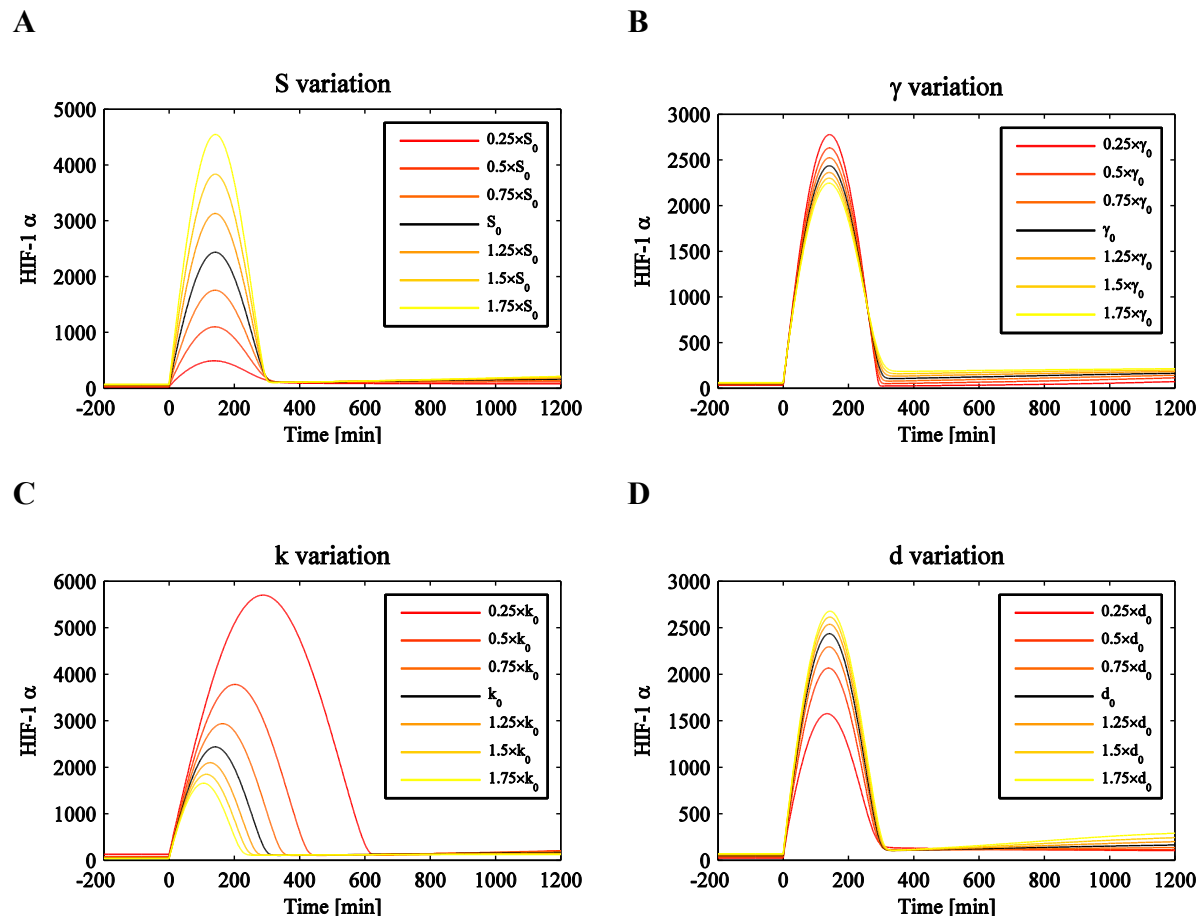 A
S variation
HIF-1 α
5000
4000
3000
2000
1000
0
-200 0 200 400 600 800 1000 1200
Time [min]
0.25×S₀
0.5×S₀
0.75×S₀
S₀
1.25×S₀
1.5×S₀
1.75×S₀
B
γ variation
HIF-1 α
3000
2500
2000
1500
1000
500
0
-200 0 200 400 600 800 1000 1200
Time [min]
0.25×γ₀
0.5×γ₀
0.75×γ₀
γ₀
1.25×γ₀
1.5×γ₀
1.75×γ₀
C
k variation
HIF-1 α
6000
5000
4000
3000
2000
1000
0
-200 0 200 400 600 800 1000 1200
Time [min]
0.25×k₀
0.5×k₀
0.75×k₀
k₀
1.25×k₀
1.5×k₀
1.75×k₀
D
d variation
HIF-1 α
3000
2500
2000
1500
1000
500
0
-200 0 200 400 600 800 1000 1200
Time [min]
0.25×d₀
0.5×d₀
0.75×d₀
d₀
1.25×d₀
1.5×d₀
1.75×d₀